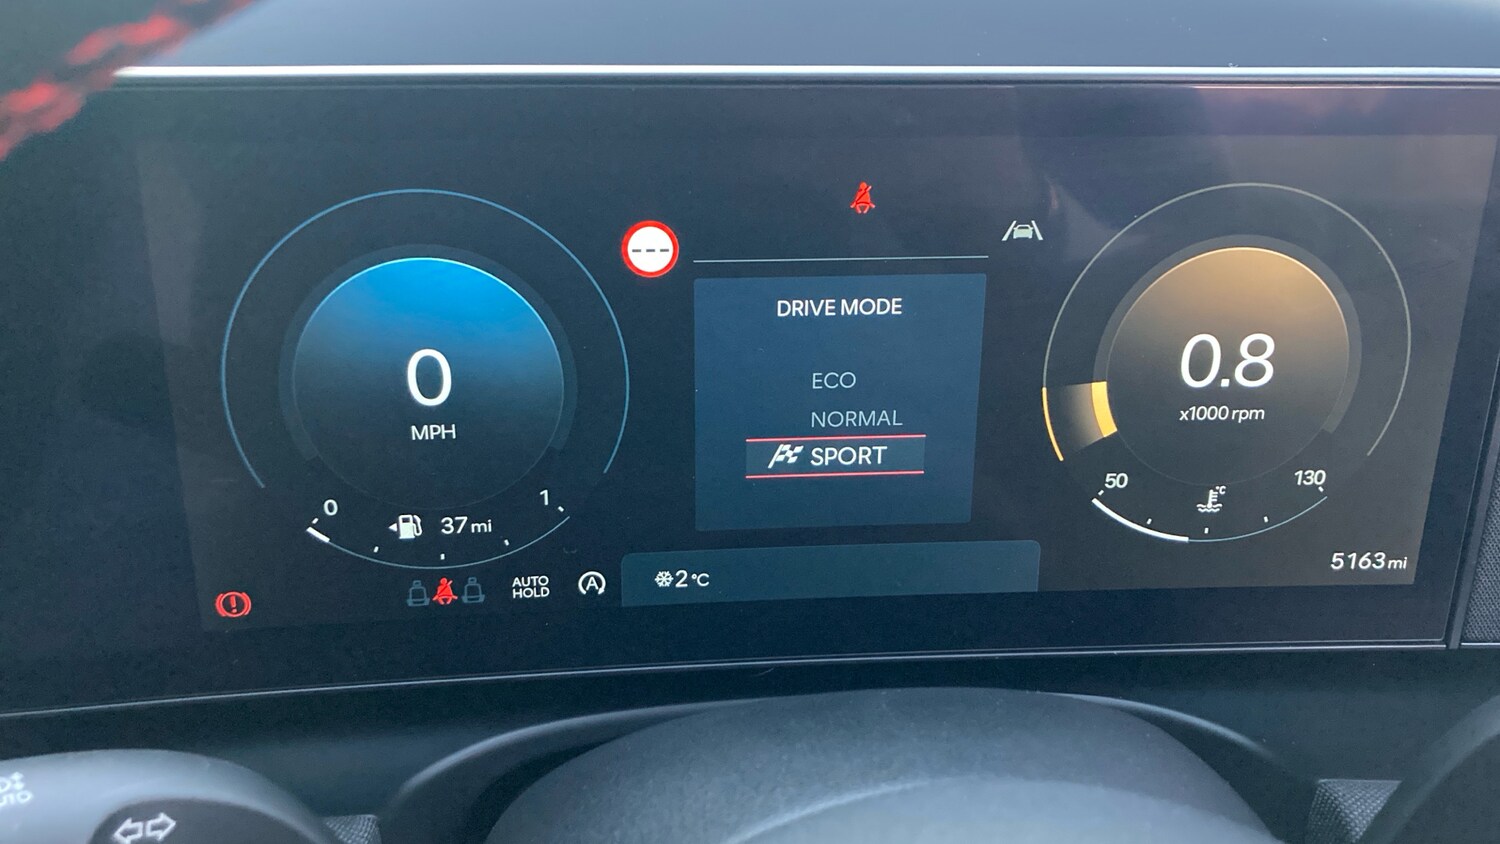 DRIVE MODE
ECO
NORMAL
SPORT
0
MPH
0.8
x1000 rpm
0
37 mi
1
50
°C
130
5163 mi
AUTO
HOLD
A
2°C